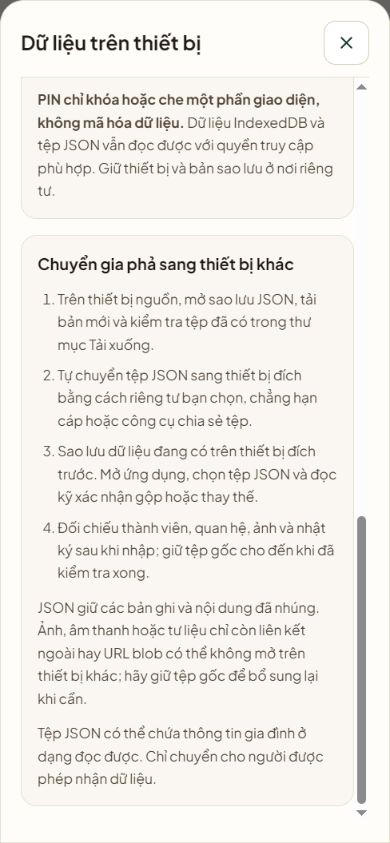 Dữ liệu trên thiết bị
PIN chỉ khóa hoặc che một phần giao diện,
không mã hóa dữ liệu. Dữ liệu IndexedDB và
tệp JSON vẫn đọc được với quyền truy cập
phù hợp. Giữ thiết bị và bản sao lưu ở nơi riêng
tư.
Chuyển gia phả sang thiết bị khác
1. Trên thiết bị nguồn, mở sao lưu JSON, tải
bản mới và kiểm tra tệp đã có trong thư
mục Tải xuống.
2. Tự chuyển tệp JSON sang thiết bị đích
bằng cách riêng tư bạn chọn, chẳng hạn
cáp hoặc công cụ chia sẻ tệp.
3. Sao lưu dữ liệu đang có trên thiết bị đích
trước. Mở ứng dụng, chọn tệp JSON và đọc
kỹ xác nhận gộp hoặc thay thế.
4. Đối chiếu thành viên, quan hệ, ảnh và nhật
ký sau khi nhập; giữ tệp gốc cho đến khi đã
kiểm tra xong.
JSON giữ các bản ghi và nội dung đã nhúng.
Ảnh, âm thanh hoặc tư liệu chỉ còn liên kết
ngoài hay URL blob có thể không mở trên
thiết bị khác; hãy giữ tệp gốc để bổ sung lại
khi cần.
Tệp JSON có thể chứa thông tin gia đình ở
dạng đọc được. Chỉ chuyển cho người được
phép nhận dữ liệu.